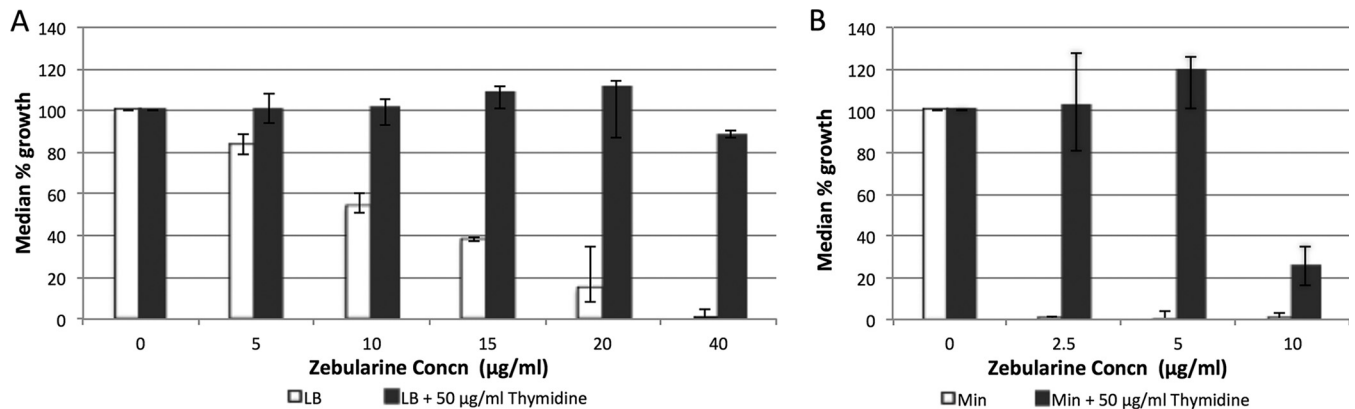 A
Median % growth
140
120
100
80
60
40
20
0
0 5 10 15 20 40
Zebularine Concn (µg/ml)
LB LB + 50 µg/ml Thymidine
B
Median % growth
140
120
100
80
60
40
20
0
0 2.5 5 10
Zebularine Concn (µg/ml)
Min Min + 50 µg/ml Thymidine